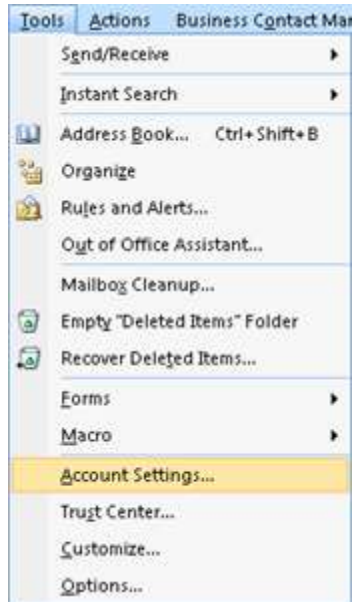 Tools Actions Business Contact Mar
Send/Receive
Instant Search
Address Book... Ctrl+Shift+B
Organize
Rules and Alerts...
Out of Office Assistant...
Mailbox Cleanup...
Empty "Deleted Items" Folder
Recover Deleted Items...
Forms
Macro
Account Settings...
Trust Center...
Customize...
Options...